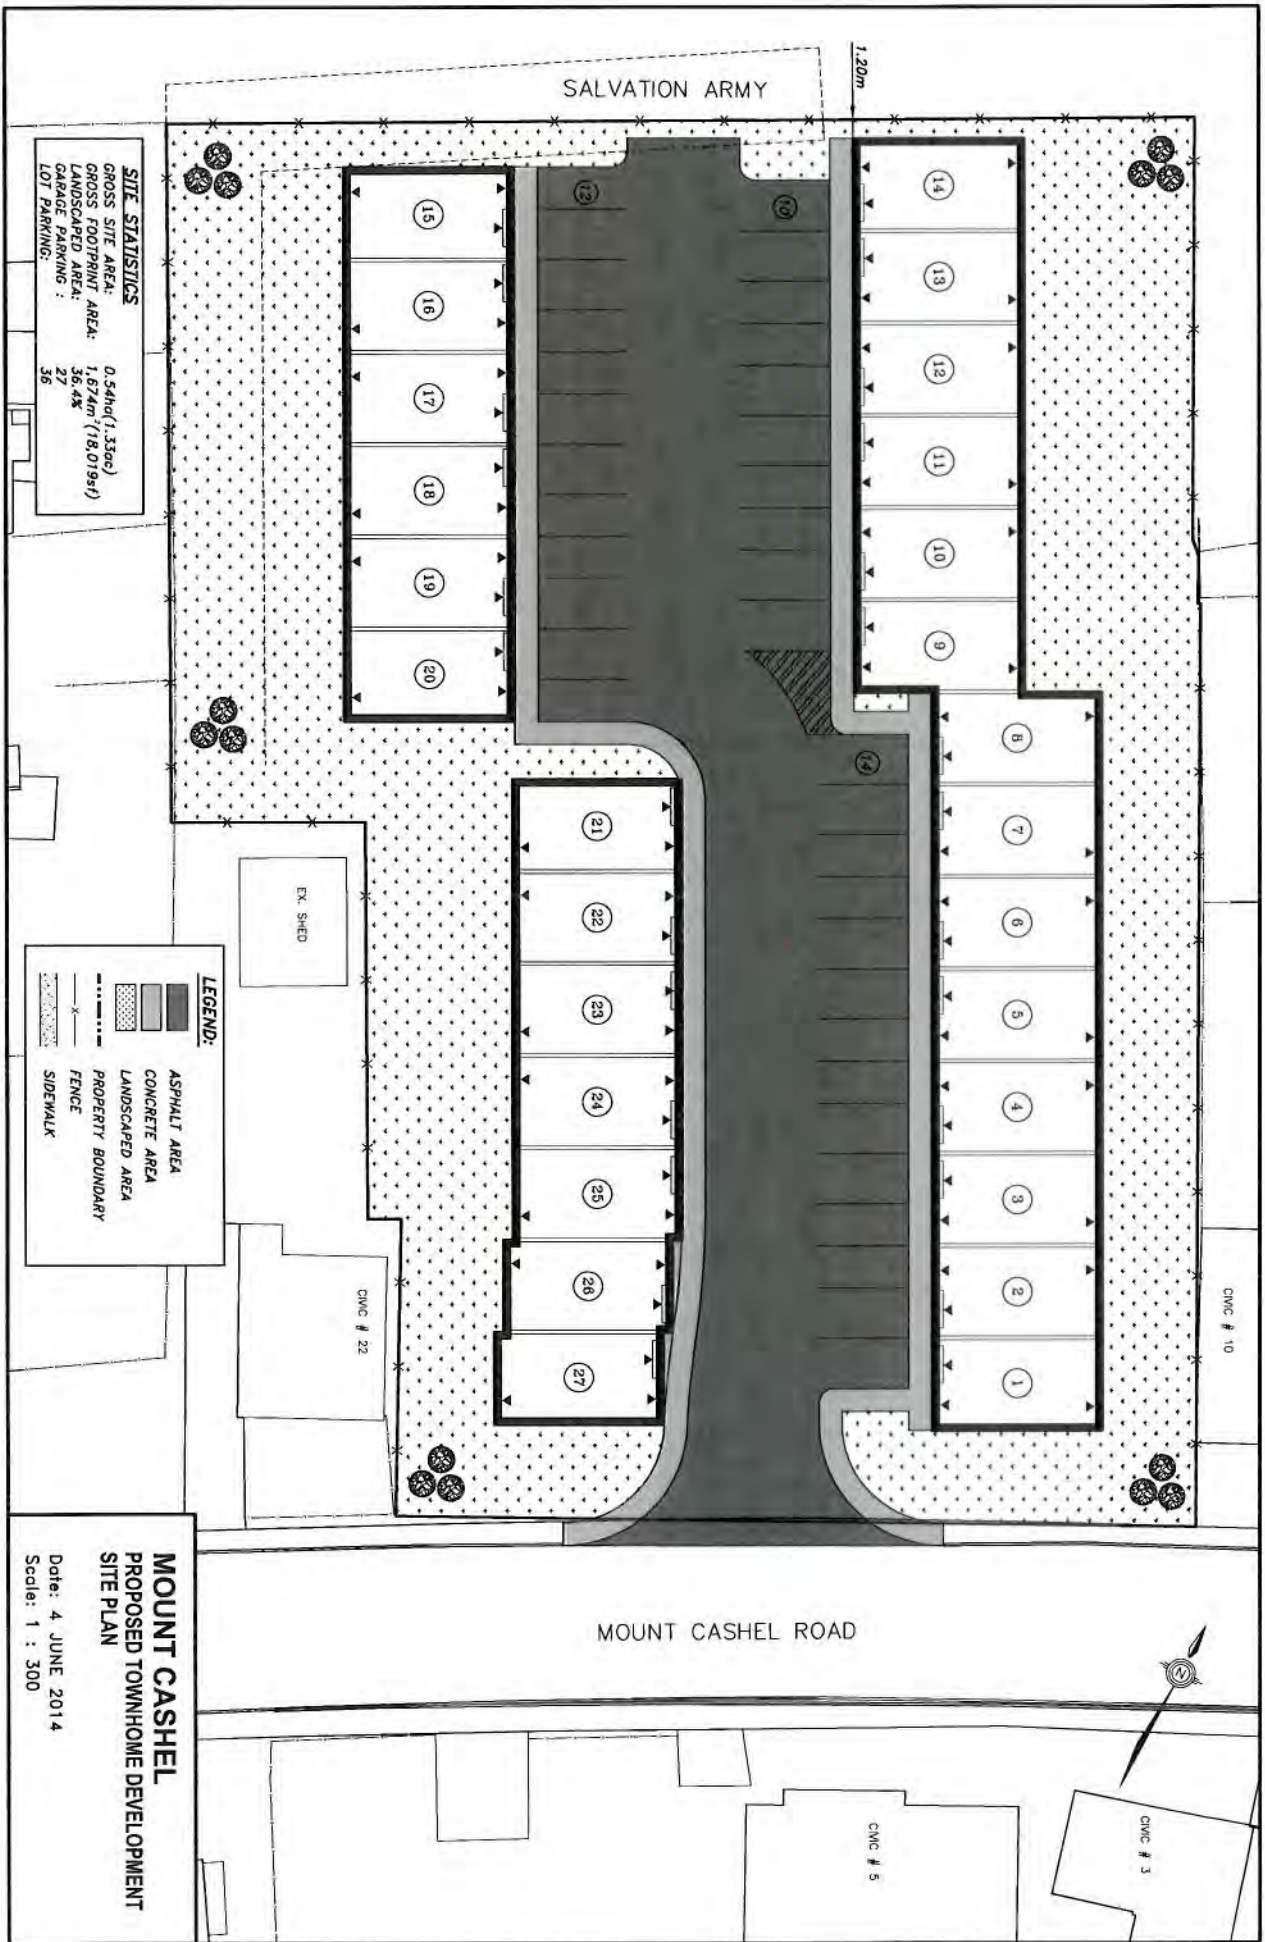 SALVATION ARMY
1.20m
14
13
12
11
10
9
8
7
6
5
4
3
2
1
15
16
17
18
19
20
21
22
23
24
25
26
27
12
10
14
SITE STATISTICS
GROSS SITE AREA: 0.54ha(1.33ac)
GROSS FOOTPRINT AREA: 1,674m²(18,019sf)
LANDSCAPED AREA: 36.4%
GARAGE PARKING : 27
LOT PARKING: 36
EX. SHED
LEGEND:
ASPHALT AREA
CONCRETE AREA
LANDSCAPED AREA
PROPERTY BOUNDARY
x FENCE
SIDEWALK
CIVIC # 22
CIVIC # 10
MOUNT CASHEL ROAD
N
CIVIC # 5
CIVIC # 3
MOUNT CASHEL
PROPOSED TOWNHOME DEVELOPMENT
SITE PLAN
Date: 4 JUNE 2014
Scale: 1 : 300